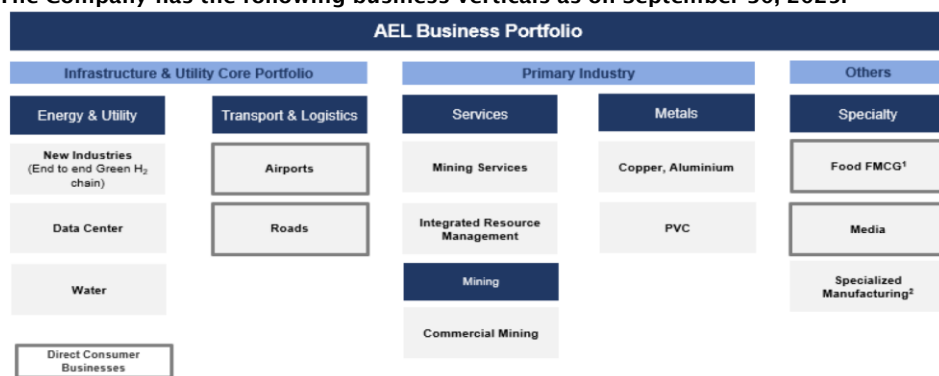 The Company has the following business verticals as on September 30, 2025:
AEL Business Portfolio
Infrastructure & Utility Core Portfolio
Primary Industry
Others
Energy & Utility
Transport & Logistics
Services
Metals
Specialty
New Industries
(End to end Green H₂
chain)
Airports
Mining Services
Copper, Aluminium
Food FMCG¹
Data Center
Roads
Integrated Resource
Management
PVC
Media
Water
Mining
Specialized
Manufacturing²
Commercial Mining
Direct Consumer
Businesses